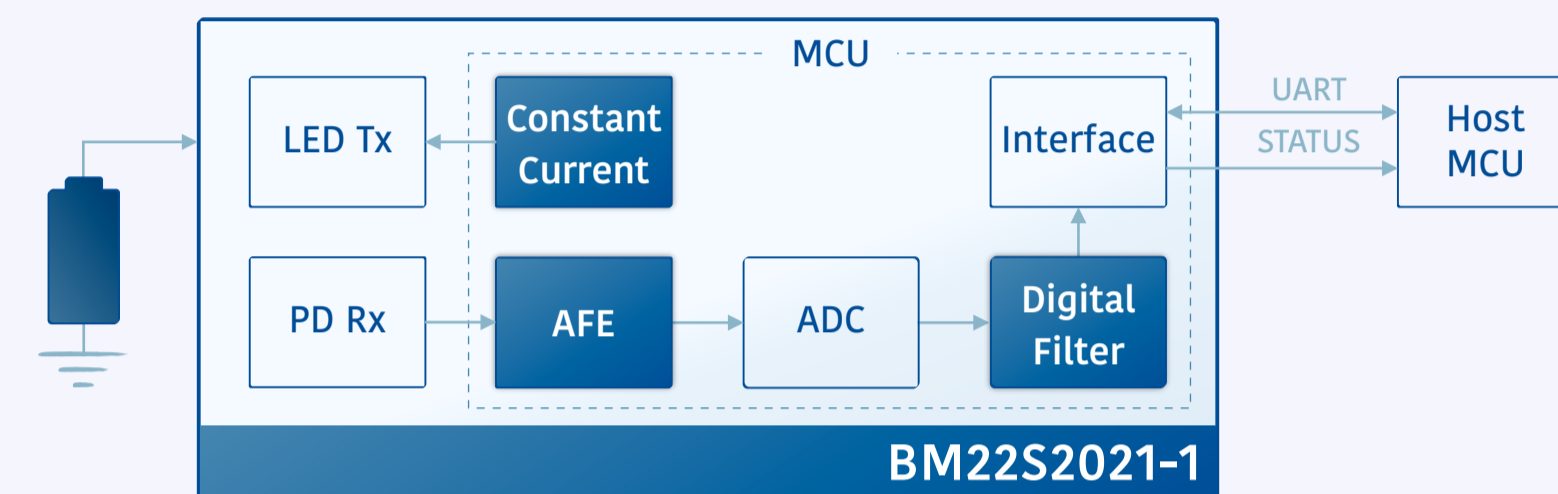 MCU
LED Tx
Constant
Current
Interface
UART
STATUS
Host
MCU
PD Rx
AFE
ADC
Digital
Filter
BM22S2021-1